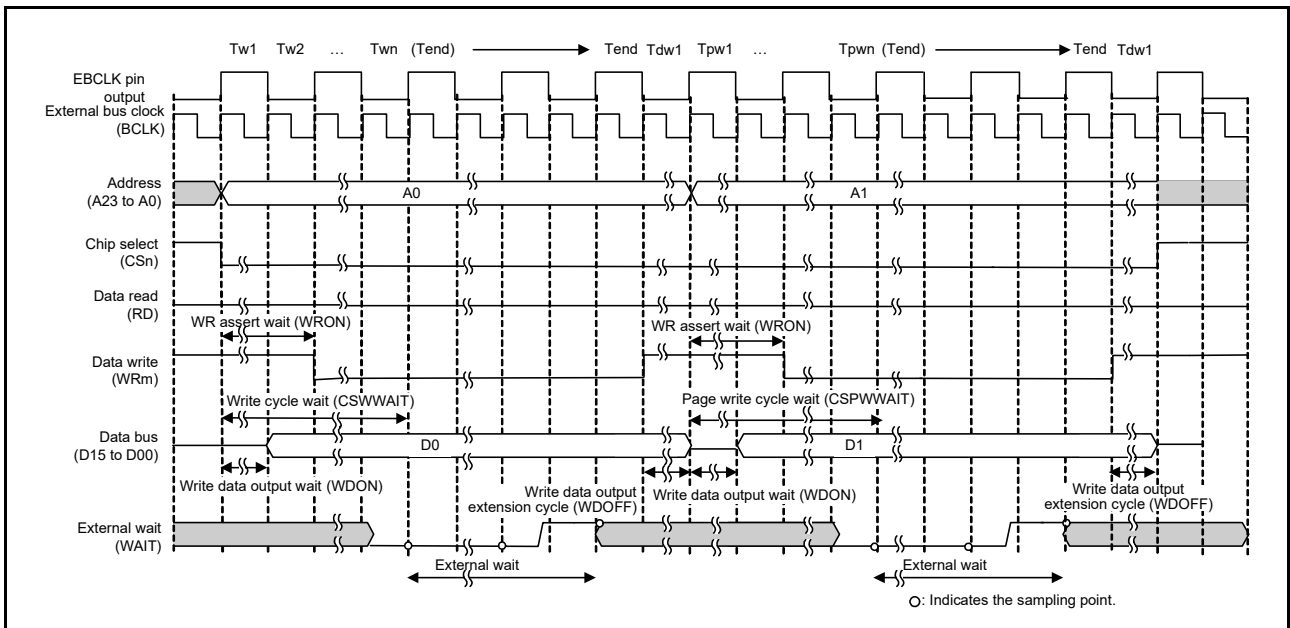 Tw1 Tw2 … Twn (Tend) Tend Tdw1 Tpw1 … Tpwn (Tend) Tend Tdw1
EBCLK pin
output
External bus clock
(BCLK)
Address
(A23 to A0)
A0
A1
Chip select
(CSn)
Data read
(RD)
WR assert wait (WRON)
WR assert wait (WRON)
Data write
(WRm)
Write cycle wait (CSWWAIT)
Page write cycle wait (CSPWWAIT)
Data bus
(D15 to D00)
D0
D1
Write data output wait (WDON)
Write data output
extension cycle (WDOFF)
Write data output wait (WDON)
Write data output
extension cycle (WDOFF)
External wait
(WAIT)
External wait
External wait
: Indicates the sampling point.